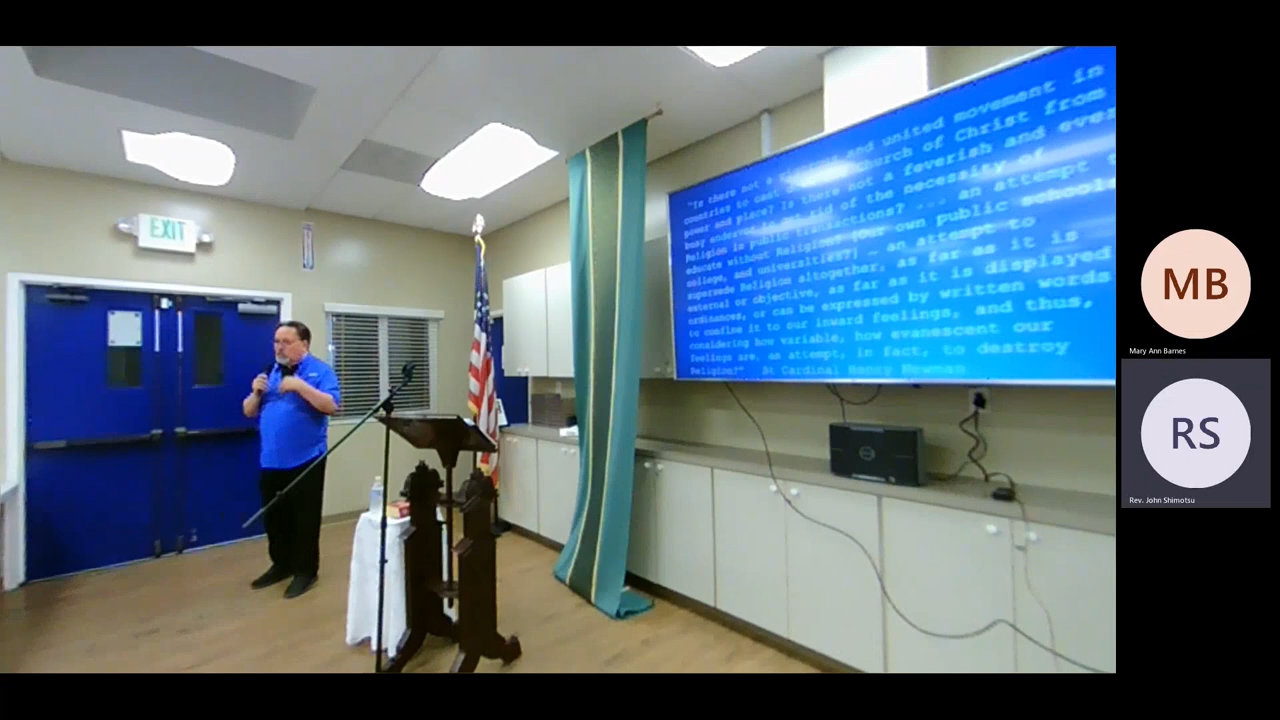 EXIT
"Is there not a and united movement in
countries to cast Church of Christ from
power and place? Is there not a feverish and ever
busy endeavor to get rid of the necessity of
Religion in public transactions? --- an attempt t
educate without Religion? [Our own public schools
college, and universities?] — an attempt to
supersede Religion altogether, as far as it is
external or objective, as far as it is displayed
ordinances, or can be expressed by written words
to confine it to our inward feelings, and thus,
considering how variable, how evanescent our
feelings are, an attempt, in fact, to destroy
Religion?" St Cardinal Henry Newman
MB
Mary Ann Barnes
RS
Rev. John Shimotsu